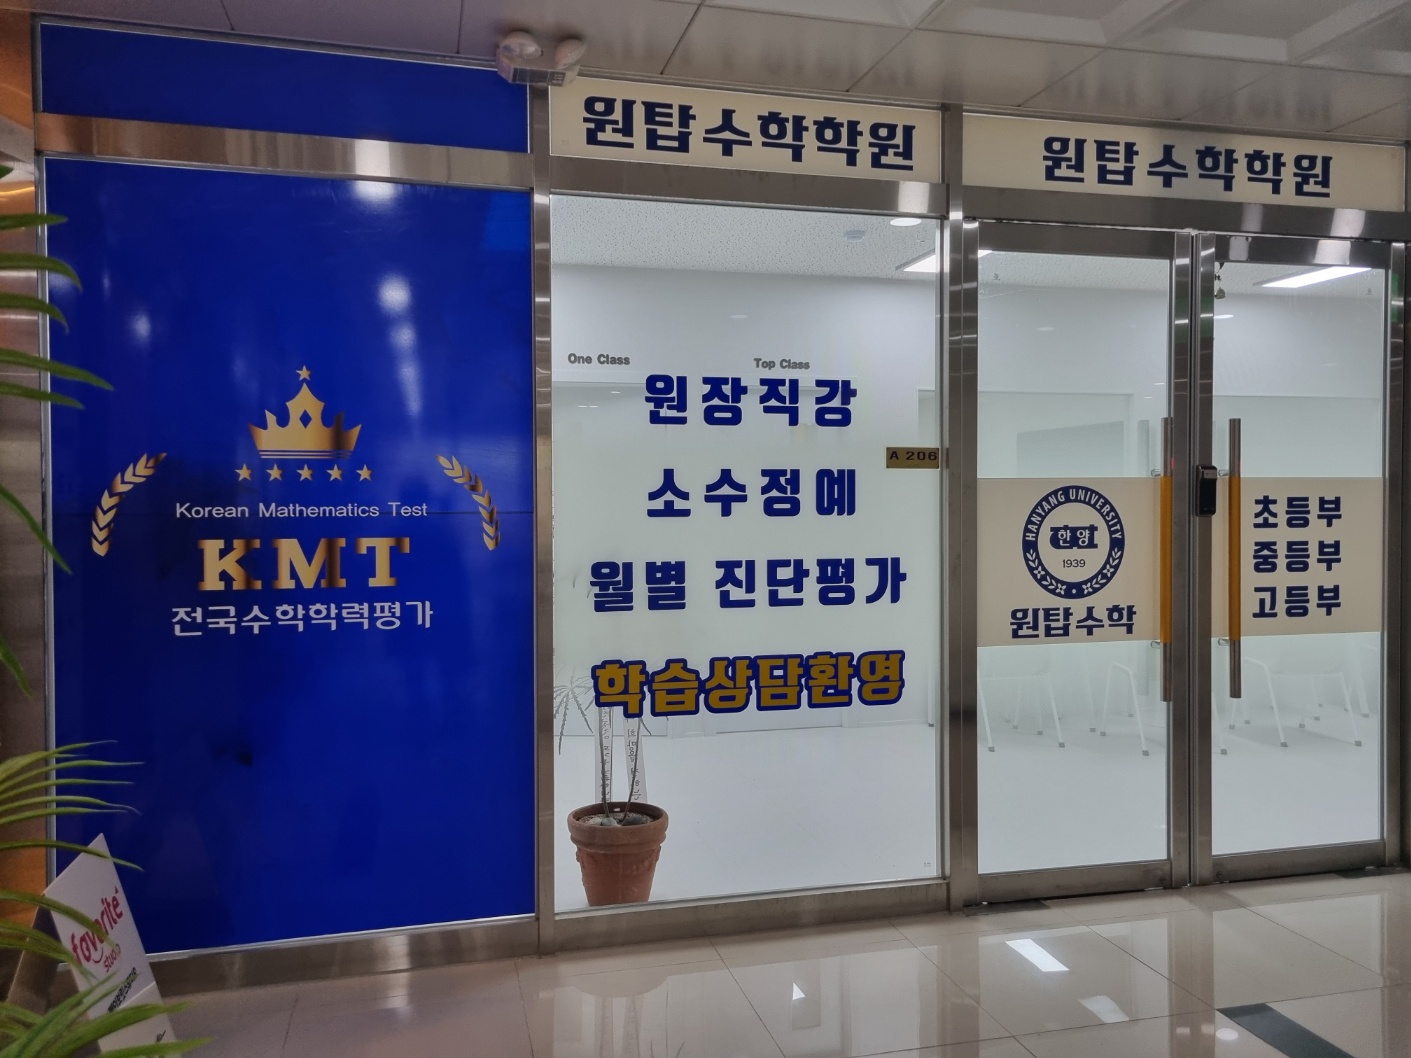 원탑수학학원
원탑수학학원
Korean Mathematics Test
KMT
전국수학학력평가
One Class
Top Class
원장직강
소수정예
월별 진단평가
학습상담환영
A 206
HANYANG UNIVERSITY
한양
1939
원탑수학
초등부
중등부
고등부
favorite